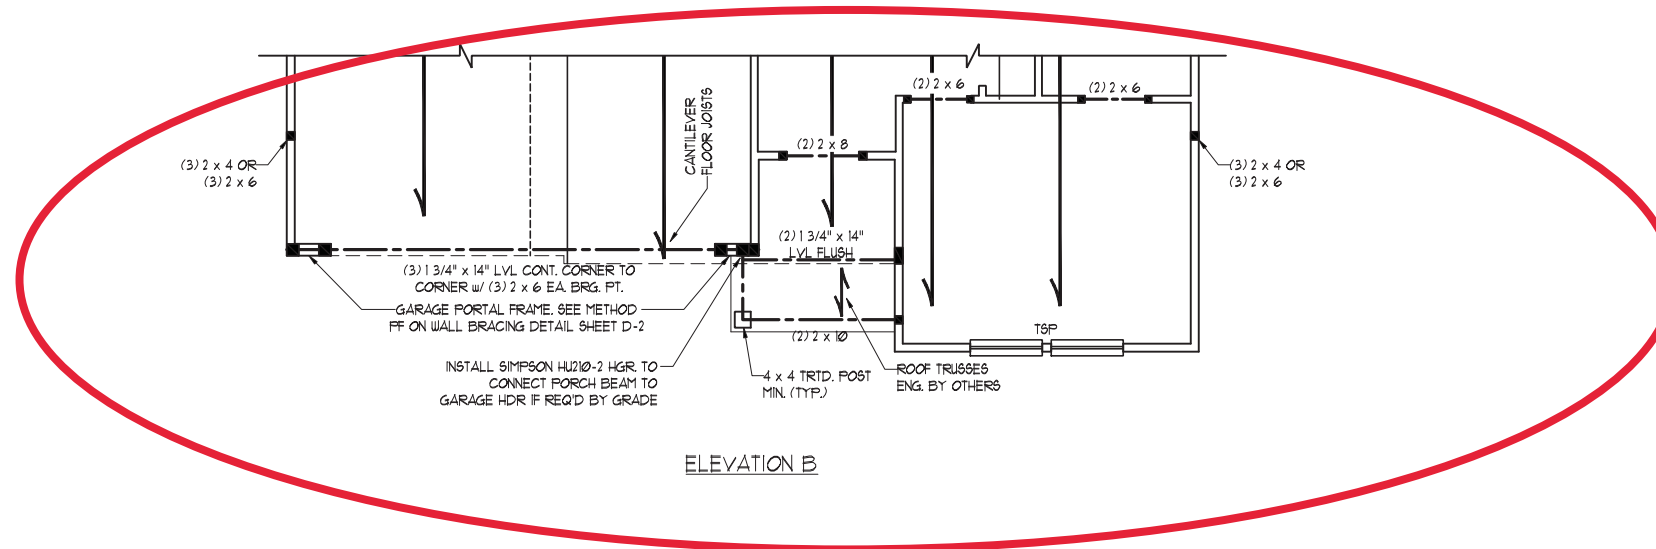 (2) 2 x 6
(2) 2 x 6
CANTILEVER
FLOOR JOISTS
(2) 2 x 8
(3) 2 x 4 OR
(3) 2 x 6
(3) 2 x 4 OR
(3) 2 x 6
(2) 1 3/4" x 14"
LVL FLUSH
(3) 1 3/4" x 14" LVL CONT. CORNER TO
CORNER w/ (3) 2 x 6 EA. BRG. PT.
GARAGE PORTAL FRAME. SEE METHOD
PF ON WALL BRACING DETAIL SHEET D-2
(2) 2 x 10
TSP
INSTALL SIMPSON HU210-2 HGR. TO
CONNECT PORCH BEAM TO
GARAGE HDR IF REQ'D BY GRADE
4 x 4 TRTD. POST
MIN. (TYP.)
ROOF TRUSSES
ENG. BY OTHERS
ELEVATION B